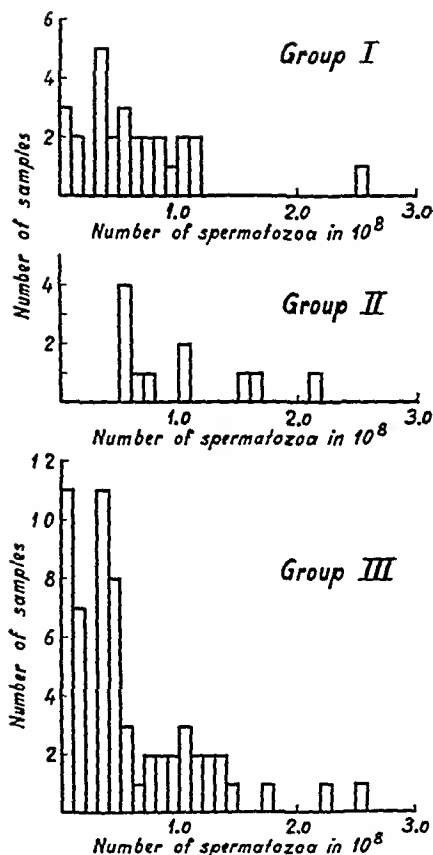 6
Group I
4
2
1.0 2.0 3.0
Number of spermatozoa in 10⁸
Number of samples
4
Group II
2
1.0 2.0 3.0
Number of spermatozoa in 10⁸
12
10
Group III
8
6
4
2
Number of samples
1.0 2.0 3.0
Number of spermatozoa in 10⁸